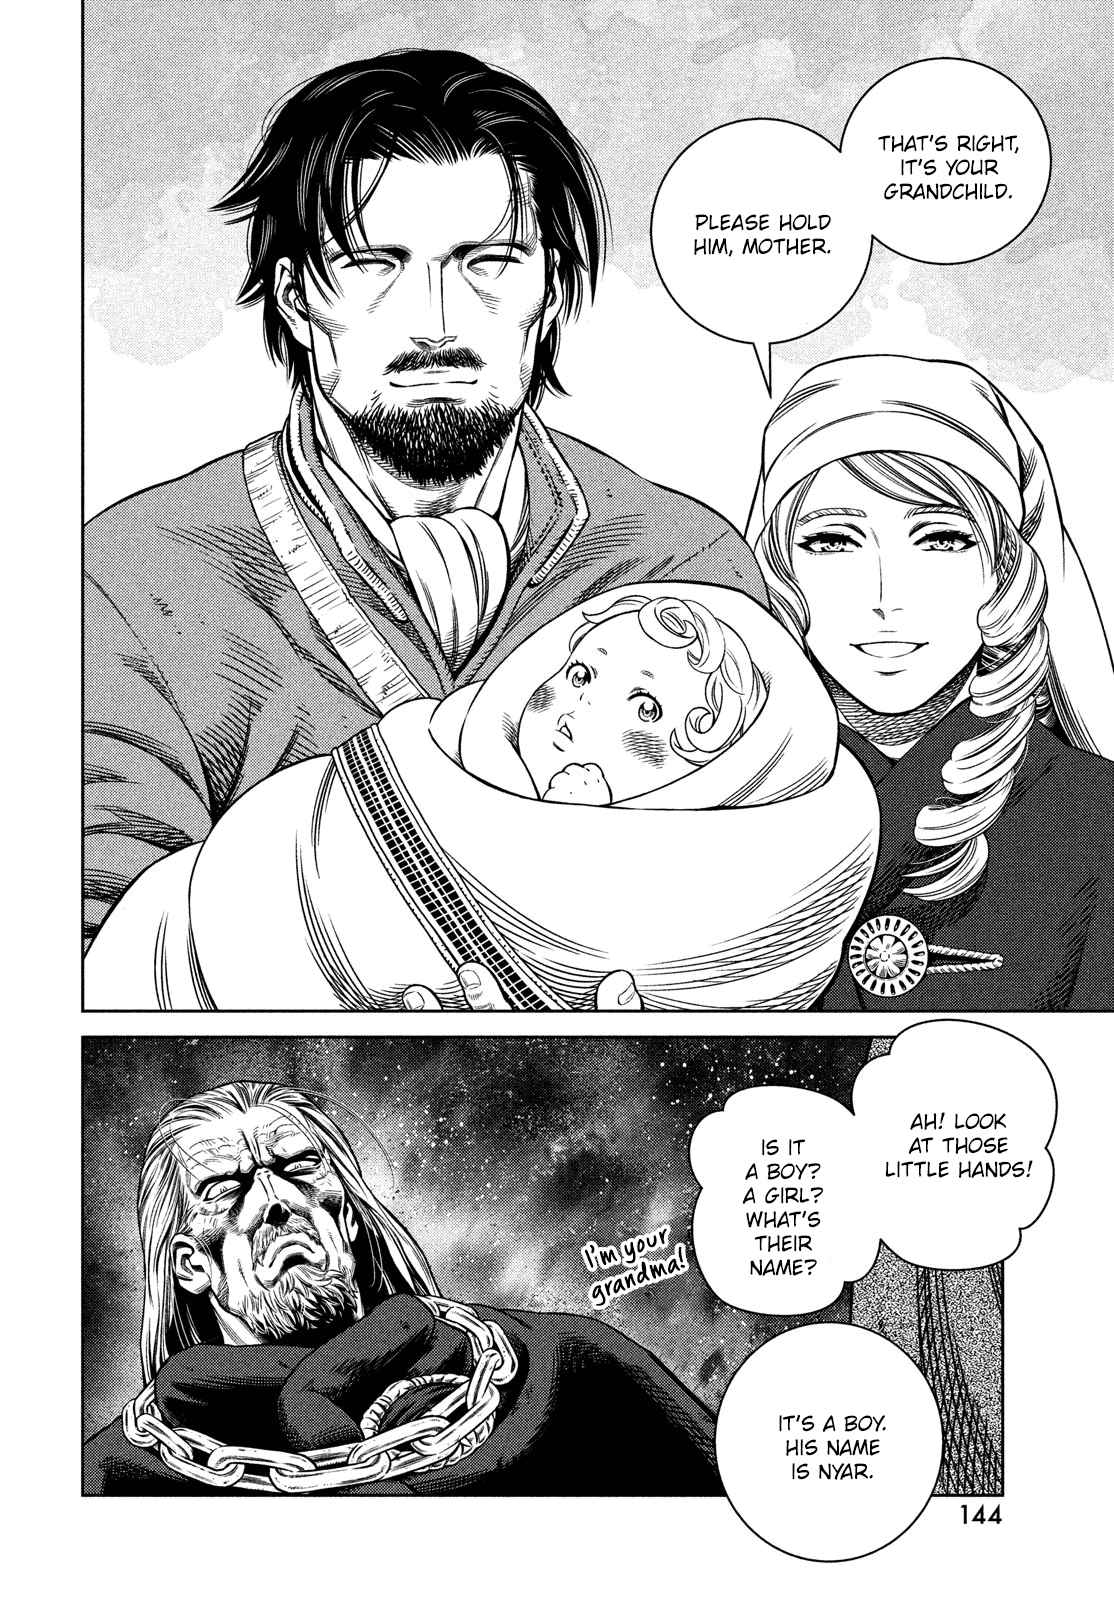 THAT'S RIGHT,
IT'S YOUR
GRANDCHILD.
PLEASE HOLD
HIM, MOTHER.
AH! LOOK
AT THOSE
LITTLE HANDS!
IS IT
A BOY?
A GIRL?
WHAT'S
THEIR
NAME?
I'm your
grandma!
IT'S A BOY.
HIS NAME
IS NYAR.
144